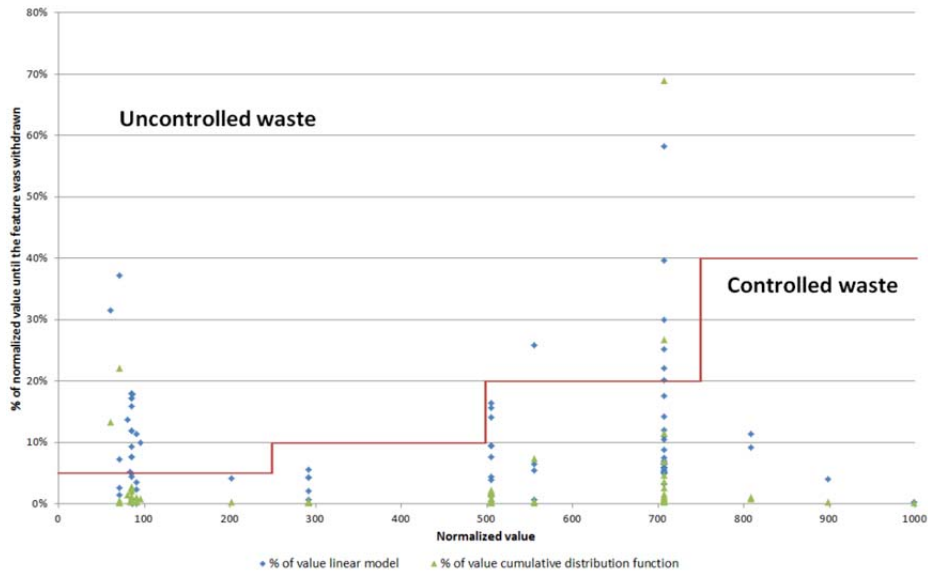 80%
70%
60%
50%
40%
30%
20%
10%
0%
% of normalized value until the feature was withdrawn
Uncontrolled waste
Controlled waste
0 100 200 300 400 500 600 700 800 900 1000
Normalized value
% of value linear model % of value cumulative distribution function